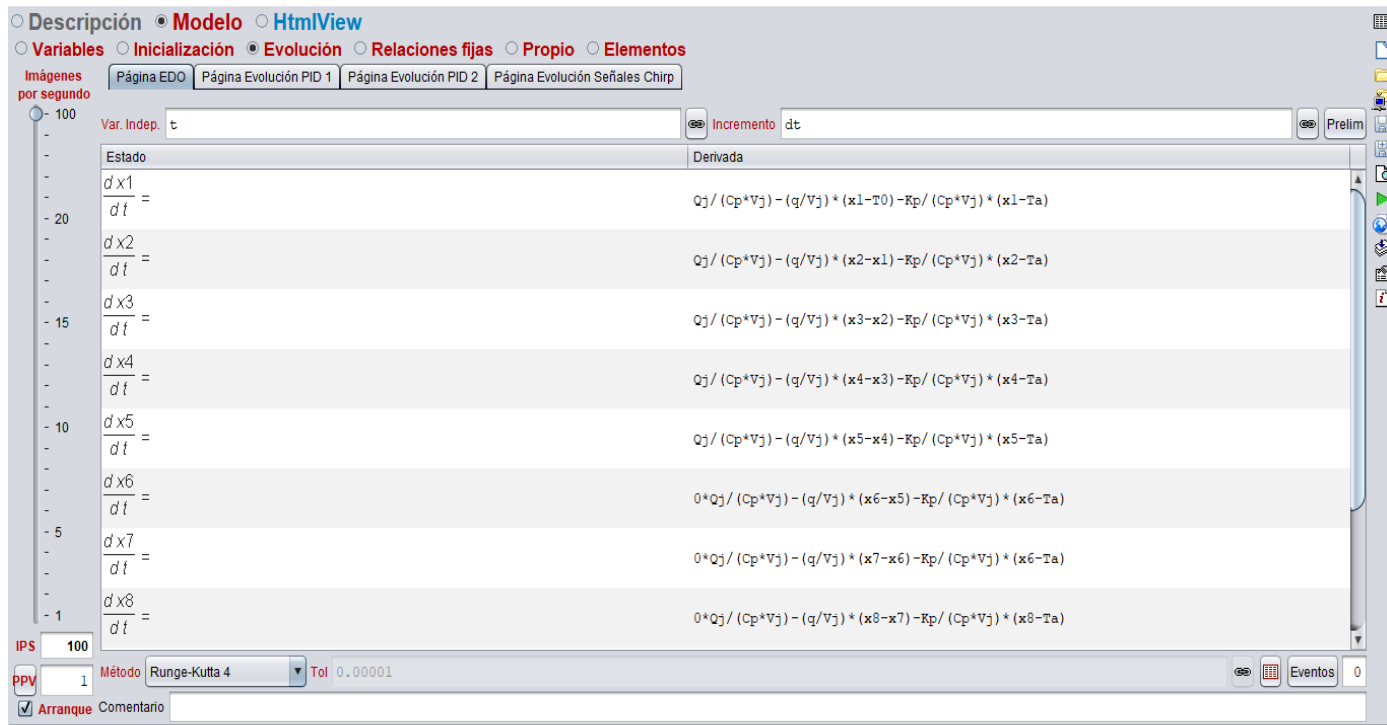 Descripción Modelo HtmlView
Variables Inicialización Evolución Relaciones fijas Propio Elementos
Imágenes por segundo
Página EDO Página Evolución PID 1 Página Evolución PID 2 Página Evolución Señales Chirp
100
20
15
10
5
1
IPS 100
PPV 1
Arranque
Var. Indep. t Incremento dt Prelim
Estado Derivada
d x1
d t
= Qj/(Cp*Vj)-(q/Vj)*(x1-T0)-Kp/(Cp*Vj)*(x1-Ta)
d x2
d t
= Qj/(Cp*Vj)-(q/Vj)*(x2-x1)-Kp/(Cp*Vj)*(x2-Ta)
d x3
d t
= Qj/(Cp*Vj)-(q/Vj)*(x3-x2)-Kp/(Cp*Vj)*(x3-Ta)
d x4
d t
= Qj/(Cp*Vj)-(q/Vj)*(x4-x3)-Kp/(Cp*Vj)*(x4-Ta)
d x5
d t
= Qj/(Cp*Vj)-(q/Vj)*(x5-x4)-Kp/(Cp*Vj)*(x5-Ta)
d x6
d t
= 0*Qj/(Cp*Vj)-(q/Vj)*(x6-x5)-Kp/(Cp*Vj)*(x6-Ta)
d x7
d t
= 0*Qj/(Cp*Vj)-(q/Vj)*(x7-x6)-Kp/(Cp*Vj)*(x6-Ta)
d x8
d t
= 0*Qj/(Cp*Vj)-(q/Vj)*(x8-x7)-Kp/(Cp*Vj)*(x8-Ta)
Método Runge-Kutta 4 Tol 0.00001 Eventos 0
Comentario